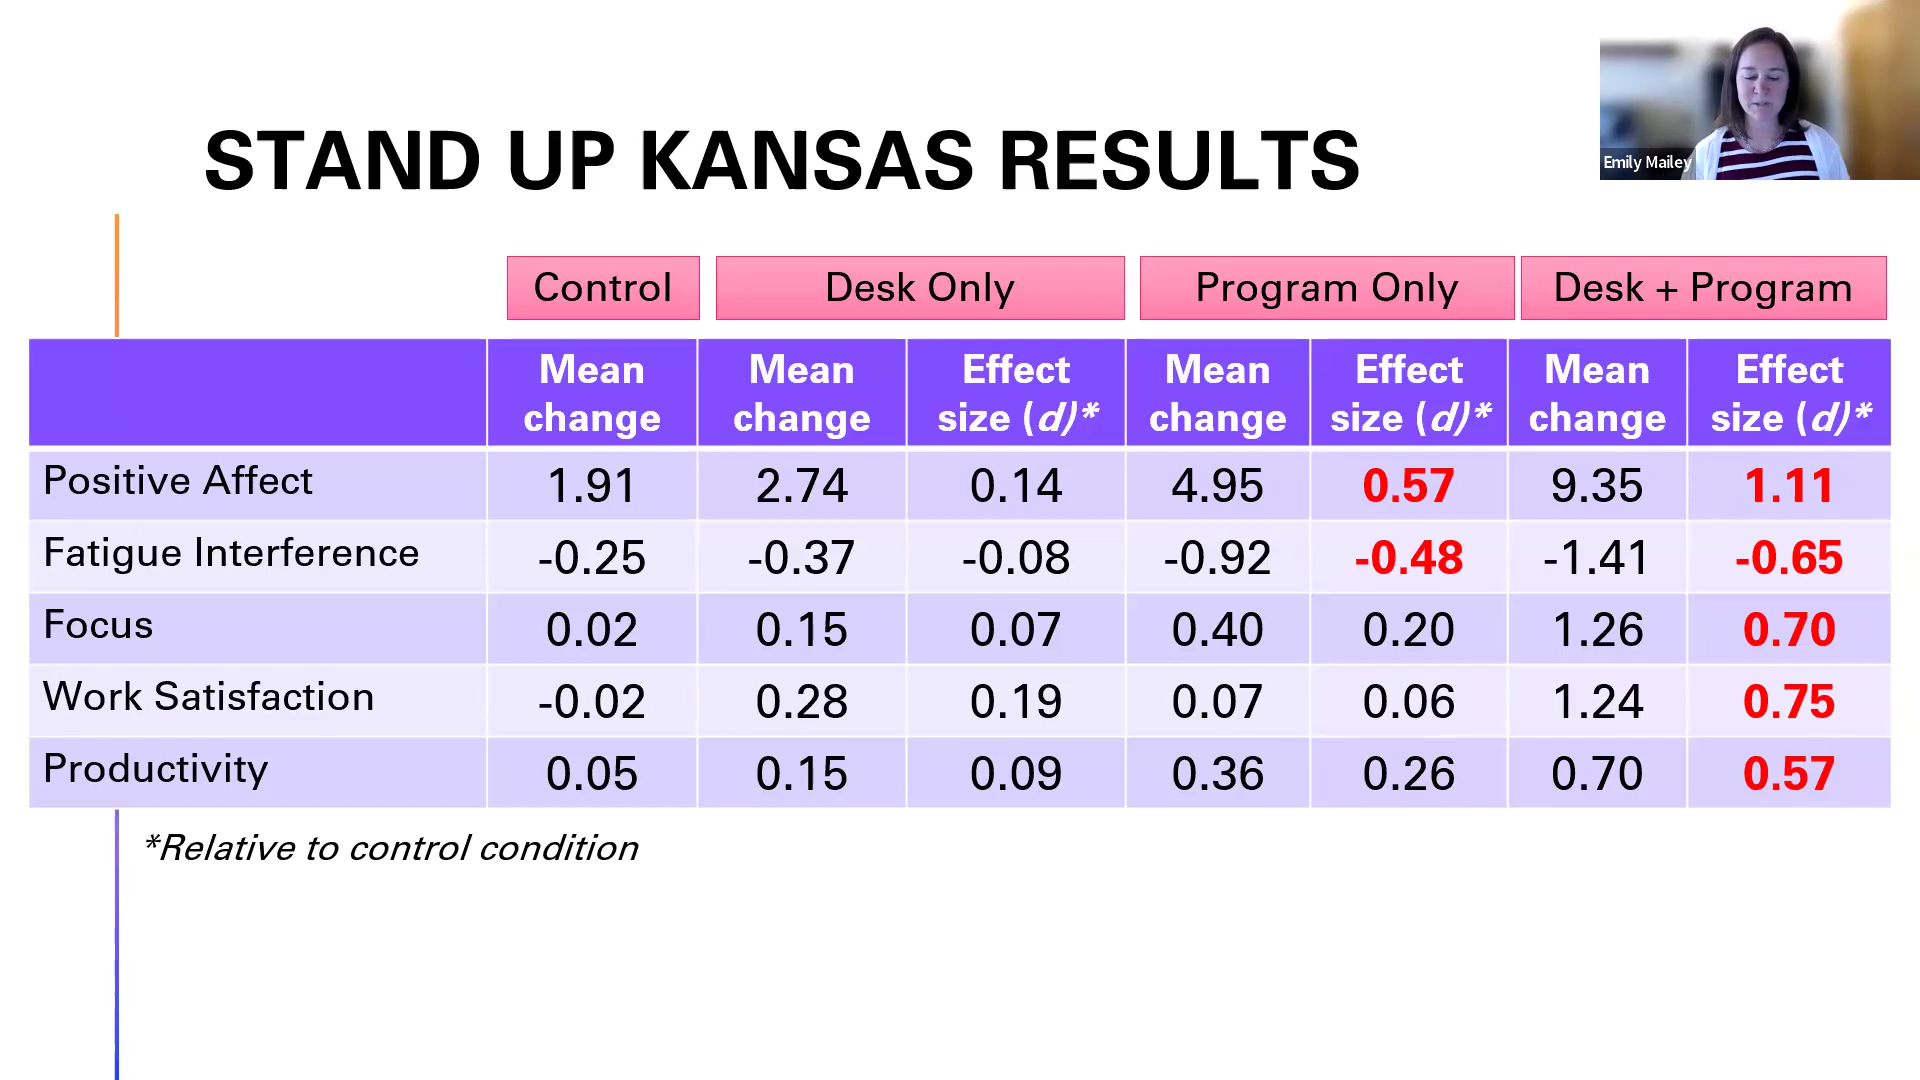 STAND UP KANSAS RESULTS
Emily Mailey
Control Desk Only Program Only Desk + Program
Mean change Mean change Effect size (d)* Mean change Effect size (d)* Mean change Effect size (d)*
Positive Affect 1.91 2.74 0.14 4.95 0.57 9.35 1.11
Fatigue Interference -0.25 -0.37 -0.08 -0.92 -0.48 -1.41 -0.65
Focus 0.02 0.15 0.07 0.40 0.20 1.26 0.70
Work Satisfaction -0.02 0.28 0.19 0.07 0.06 1.24 0.75
Productivity 0.05 0.15 0.09 0.36 0.26 0.70 0.57
*Relative to control condition